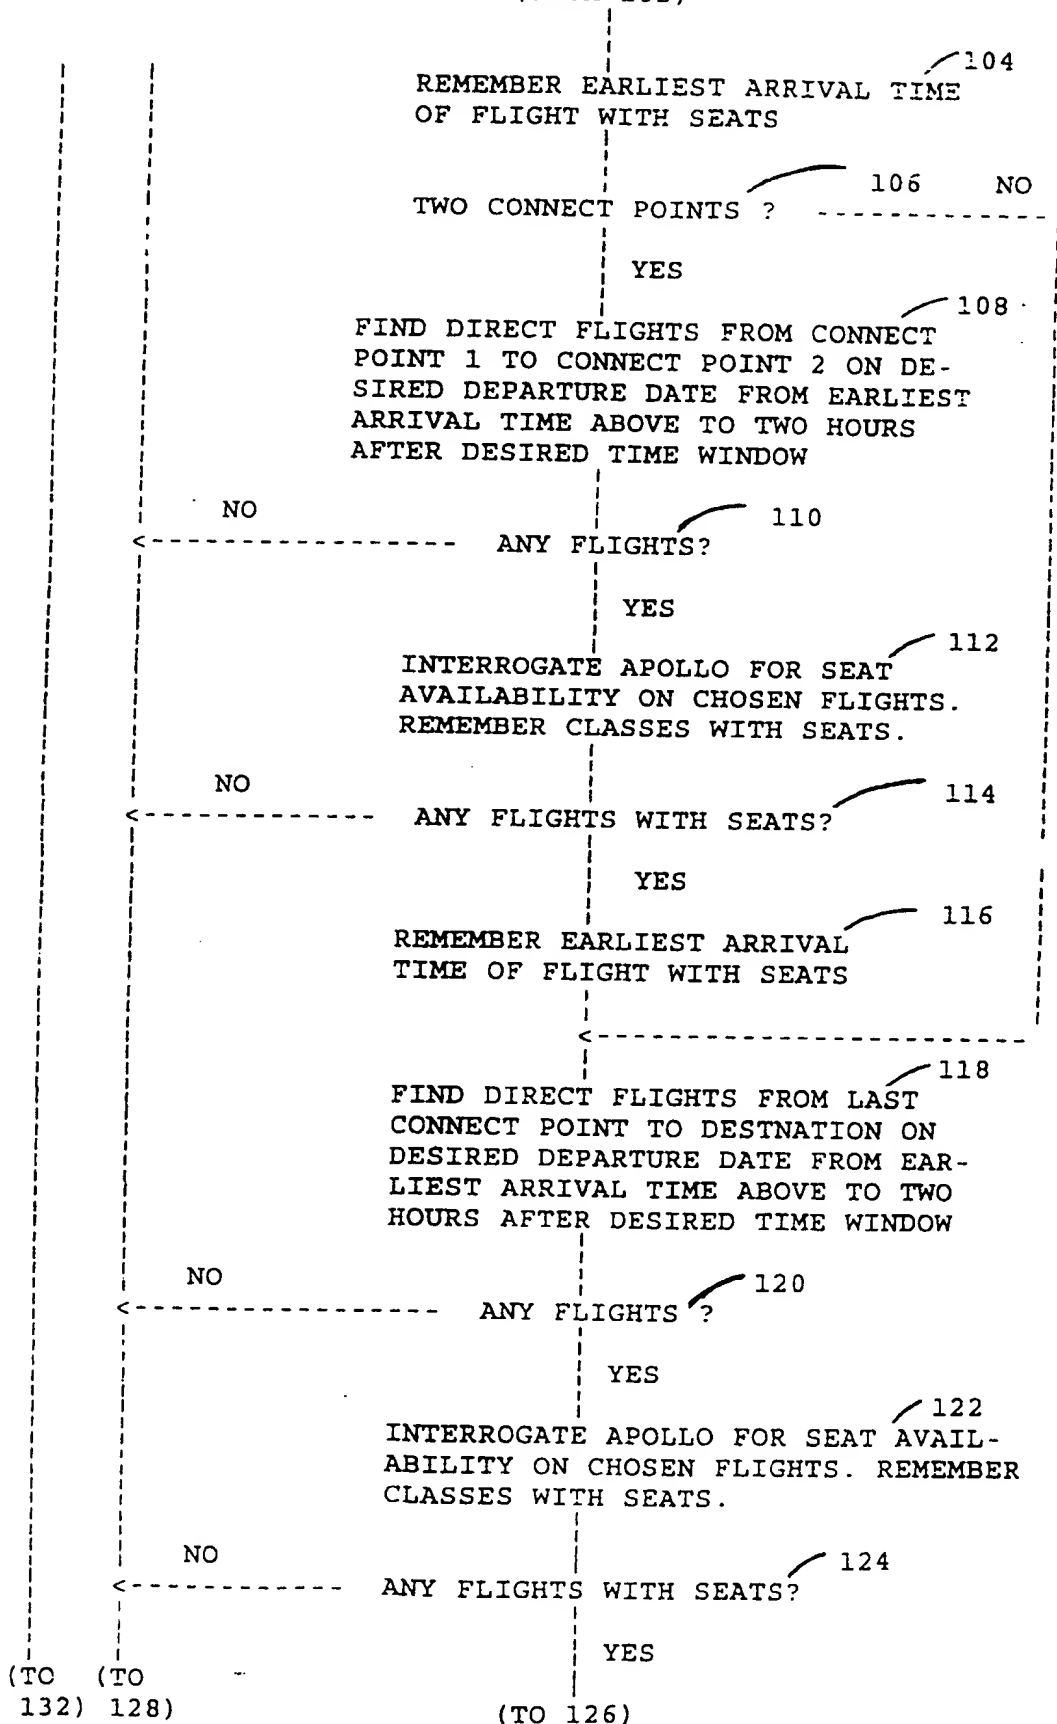 104
REMEMBER EARLIEST ARRIVAL TIME
OF FLIGHT WITH SEATS
106 NO
TWO CONNECT POINTS ?
YES
108
FIND DIRECT FLIGHTS FROM CONNECT
POINT 1 TO CONNECT POINT 2 ON DE-
SIRED DEPARTURE DATE FROM EARLIEST
ARRIVAL TIME ABOVE TO TWO HOURS
AFTER DESIRED TIME WINDOW
NO
110
ANY FLIGHTS?
YES
112
INTERROGATE APOLLO FOR SEAT
AVAILABILITY ON CHOSEN FLIGHTS.
REMEMBER CLASSES WITH SEATS.
NO
114
ANY FLIGHTS WITH SEATS?
YES
116
REMEMBER EARLIEST ARRIVAL
TIME OF FLIGHT WITH SEATS
118
FIND DIRECT FLIGHTS FROM LAST
CONNECT POINT TO DESTNATION ON
DESIRED DEPARTURE DATE FROM EAR-
LIEST ARRIVAL TIME ABOVE TO TWO
HOURS AFTER DESIRED TIME WINDOW
NO
120
ANY FLIGHTS ?
YES
122
INTERROGATE APOLLO FOR SEAT AVAIL-
ABILITY ON CHOSEN FLIGHTS. REMEMBER
CLASSES WITH SEATS.
NO
124
ANY FLIGHTS WITH SEATS?
YES
(TO (TO
132) 128)
(TO 126)